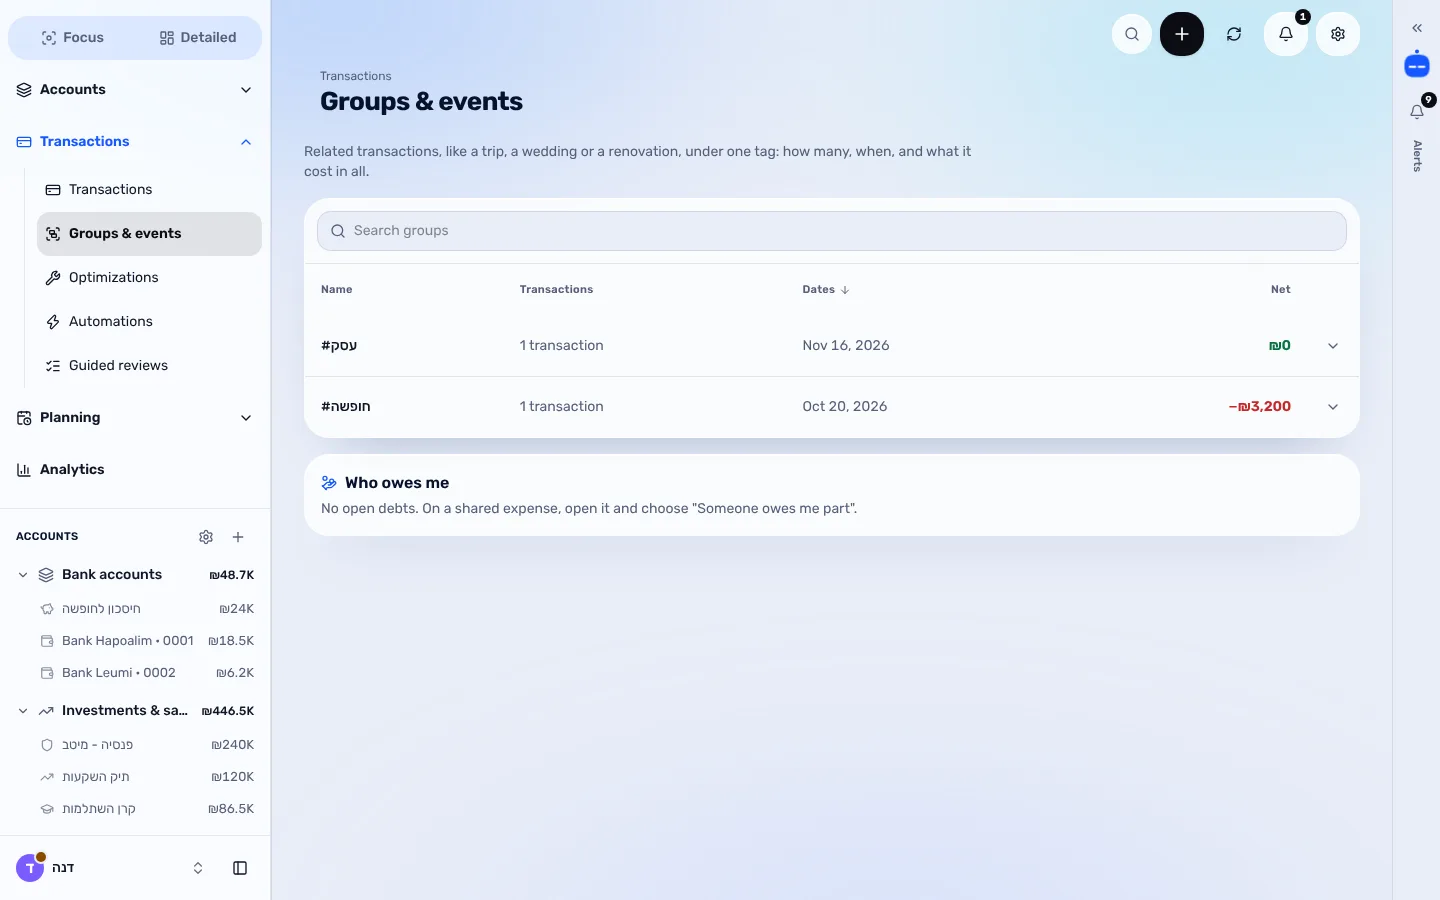 Focus
Detailed
Accounts
Transactions
Transactions
Groups & events
Optimizations
Automations
Guided reviews
Planning
Analytics
ACCOUNTS
Bank accounts ₪48.7K
חיסכון לחופשה ₪24K
Bank Hapoalim • 0001 ₪18.5K
Bank Leumi • 0002 ₪6.2K
Investments & sa... ₪446.5K
פנסיה - מיטב ₪240K
תיק השקעות ₪120K
קרן השתלמות ₪86.5K
ד
דנה
1
Transactions
Groups & events
Related transactions, like a trip, a wedding or a renovation, under one tag: how many, when, and what it
cost in all.
Search groups
Name Transactions Dates ↓ Net
#עסק 1 transaction Nov 16, 2026 ₪0
#חופשה 1 transaction Oct 20, 2026 −₪3,200
Who owes me
No open debts. On a shared expense, open it and choose "Someone owes me part".
9
Alerts